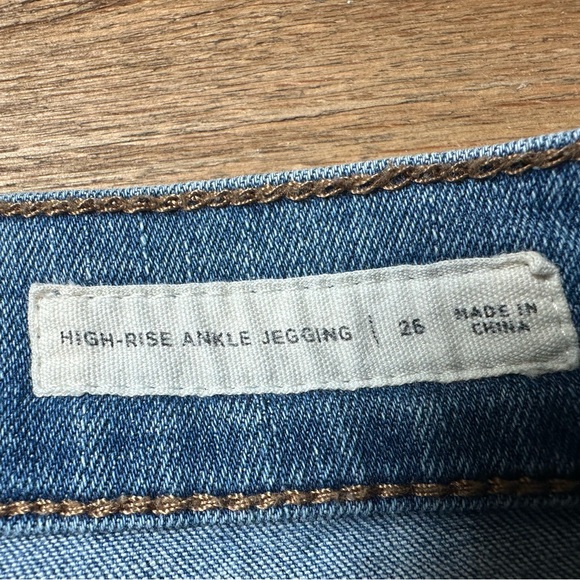 HIGH-RISE ANKLE JEGGING | 26 MADE IN
CHINA